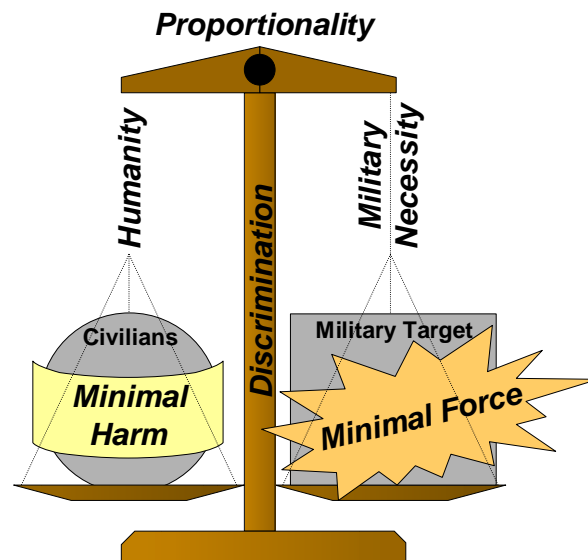 Proportionality
Humanity
Discrimination
Military
Necessity
Civilians
Minimal
Harm
Military Target
Minimal Force